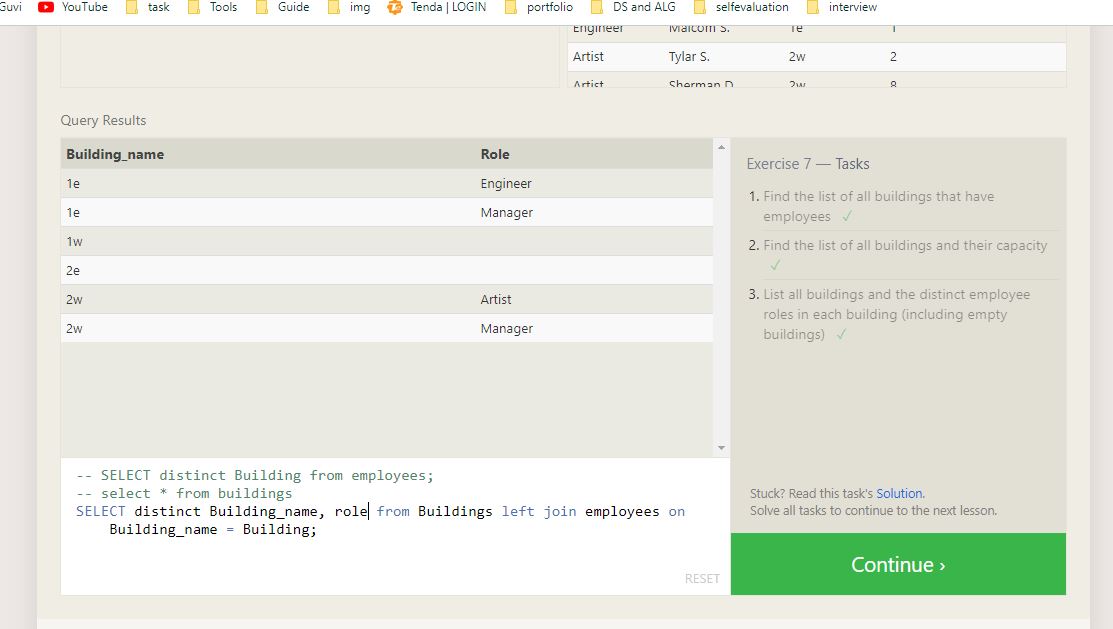 Guvi YouTube task Tools Guide img Tenda | LOGIN portfolio DS and ALG selfevaluation interview
Engineer Malcom S. 1e 1
Artist Tylar S. 2w 2
Artist Sherman D. 2w 8
Query Results
Building_name Role
1e Engineer
1e Manager
1w
2e
2w Artist
2w Manager
Exercise 7 — Tasks
1. Find the list of all buildings that have
employees ✓
2. Find the list of all buildings and their capacity
✓
3. List all buildings and the distinct employee
roles in each building (including empty
buildings) ✓
-- SELECT distinct Building from employees;
-- select * from buildings
SELECT distinct Building_name, role from Buildings left join employees on
Building_name = Building;
RESET
Stuck? Read this task's Solution.
Solve all tasks to continue to the next lesson.
Continue ›